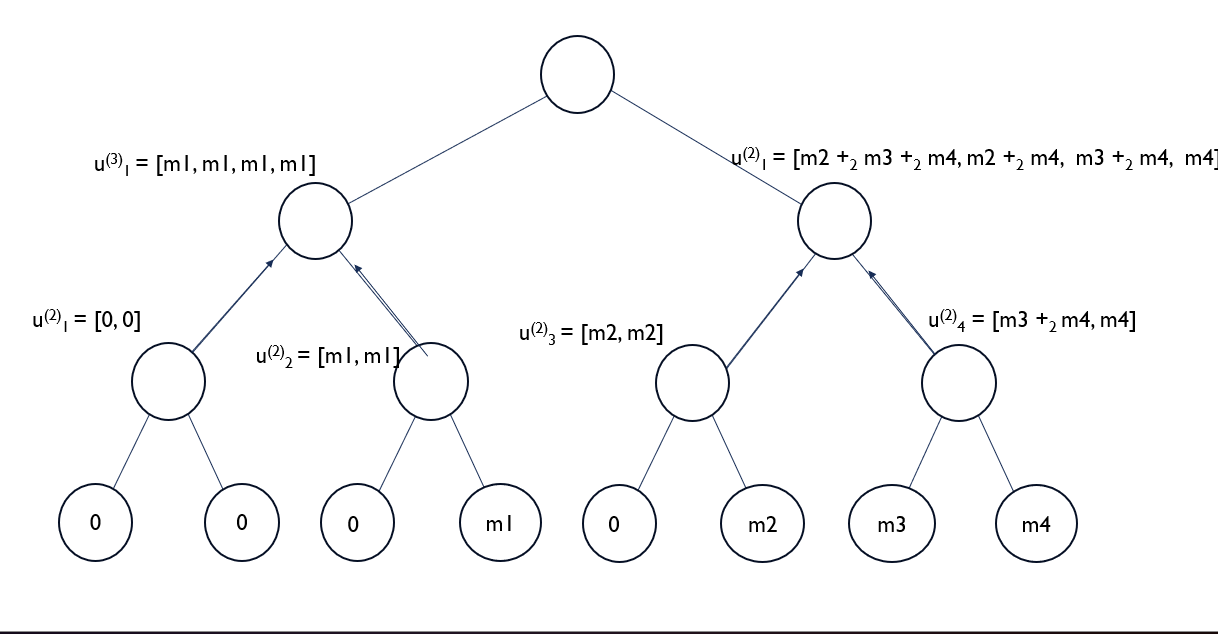 u⁽³⁾₁ = [m1, m1, m1, m1]
u⁽²⁾₁ = [m2 +₂ m3 +₂ m4, m2 +₂ m4, m3 +₂ m4, m4]
u⁽²⁾₁ = [0, 0]
u⁽²⁾₂ = [m1, m1]
u⁽²⁾₃ = [m2, m2]
u⁽²⁾₄ = [m3 +₂ m4, m4]
0
0
0
m1
0
m2
m3
m4